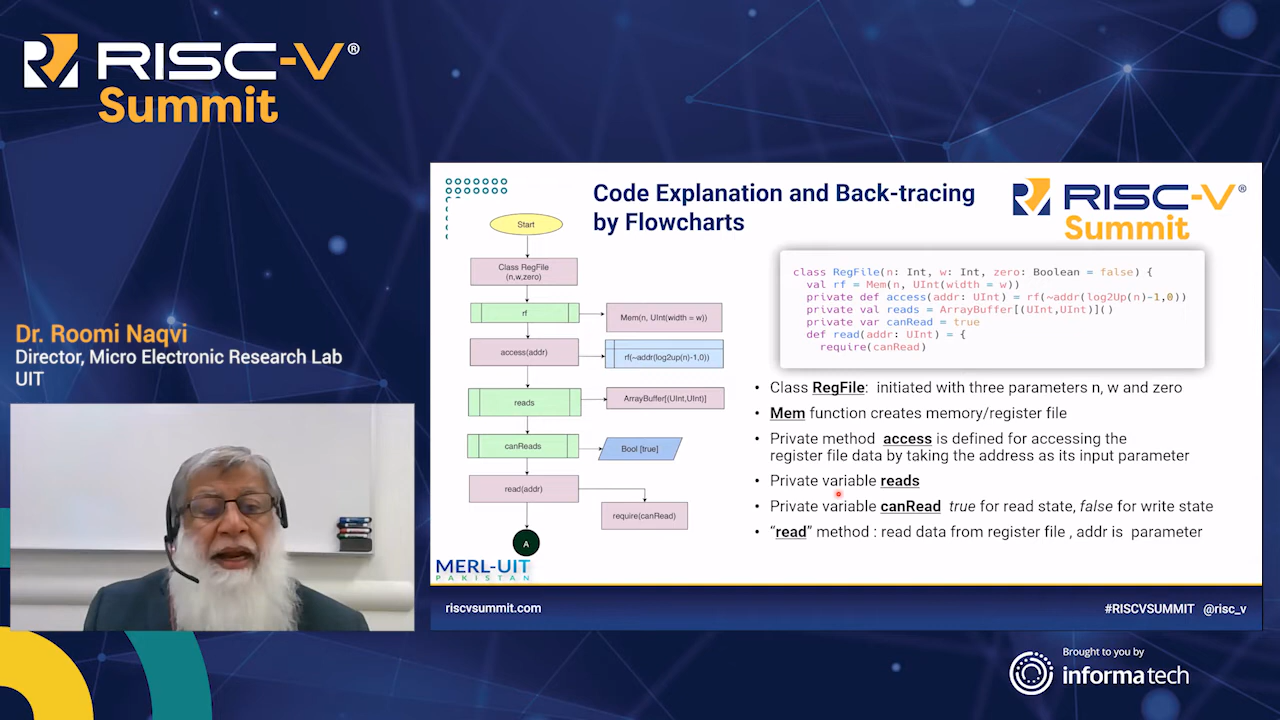 RISC-V®
Summit
Dr. Roomi Naqvi
Director, Micro Electronic Research Lab
UIT
Code Explanation and Back-tracing
by Flowcharts
RISC-V®
Summit
Start
Class RegFile
(n,w,zero)
rf
Mem(n, UInt(width = w))
access(addr)
rf(~addr(log2up(n)-1,0))
reads
ArrayBuffer[(UInt,UInt)]
canReads
Bool [true]
read(addr)
require(canRead)
A
class RegFile(n: Int, w: Int, zero: Boolean = false) {
val rf = Mem(n, UInt(width = w))
private def access(addr: UInt) = rf(~addr(log2Up(n)-1,0))
private val reads = ArrayBuffer[(UInt,UInt)]()
private var canRead = true
def read(addr: UInt) = {
require(canRead)
• Class RegFile: initiated with three parameters n, w and zero
• Mem function creates memory/register file
• Private method access is defined for accessing the
register file data by taking the address as its input parameter
• Private variable reads
• Private variable canRead true for read state, false for write state
• “read” method : read data from register file , addr is parameter
MERL-UIT
PAKISTAN
riscvsummit.com
#RISCVSUMMIT @risc_v
Brought to you by
informa tech